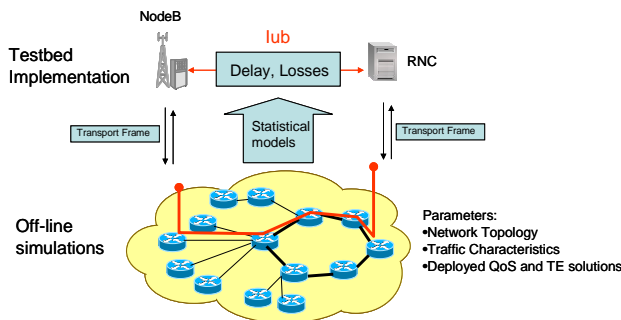 NodeB
Iub
RNC
Testbed
Implementation
Delay, Losses
Transport Frame
Statistical
models
Transport Frame
Off-line
simulations
Parameters:
•Network Topology
•Traffic Characteristics
•Deployed QoS and TE solutions